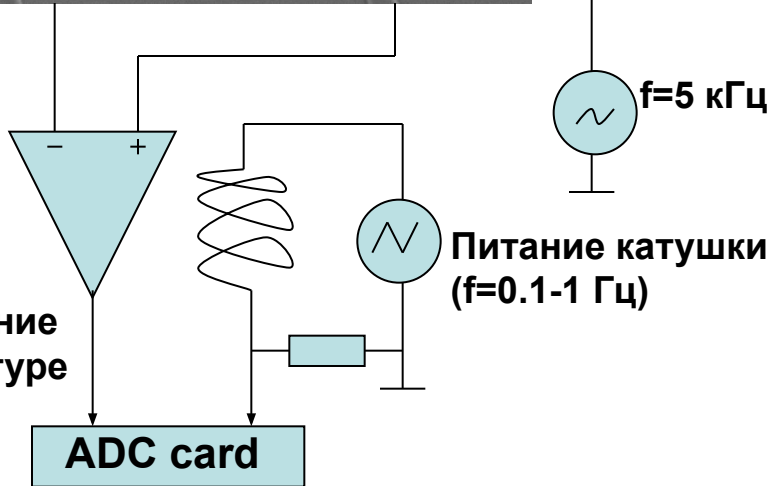 f=5 кГц
− +
Питание катушки
(f=0.1-1 Гц)
ние
туре
ADC card